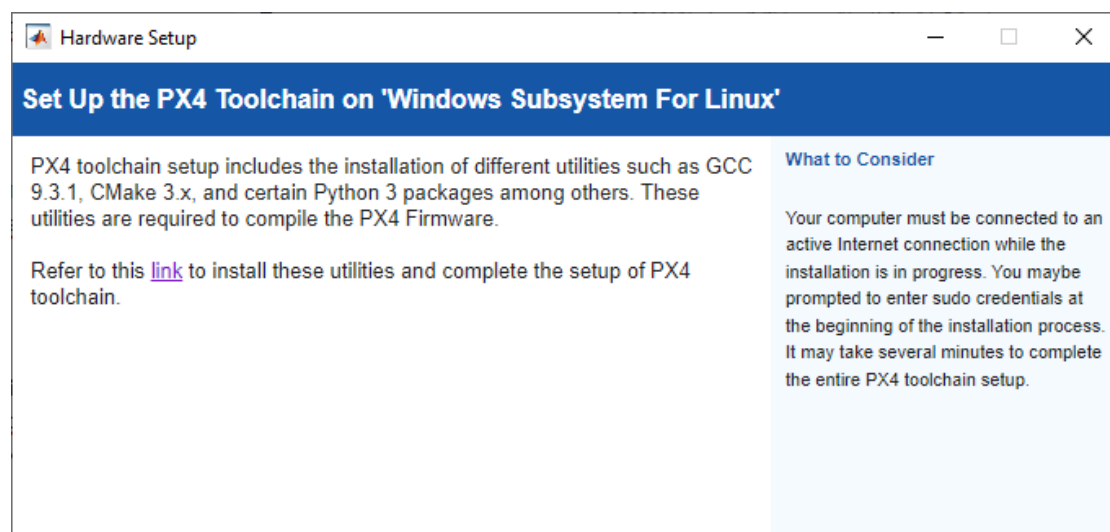 Hardware Setup
Set Up the PX4 Toolchain on 'Windows Subsystem For Linux'
PX4 toolchain setup includes the installation of different utilities such as GCC
9.3.1, CMake 3.x, and certain Python 3 packages among others. These
utilities are required to compile the PX4 Firmware.
Refer to this link to install these utilities and complete the setup of PX4
toolchain.
What to Consider
Your computer must be connected to an
active Internet connection while the
installation is in progress. You maybe
prompted to enter sudo credentials at
the beginning of the installation process.
It may take several minutes to complete
the entire PX4 toolchain setup.